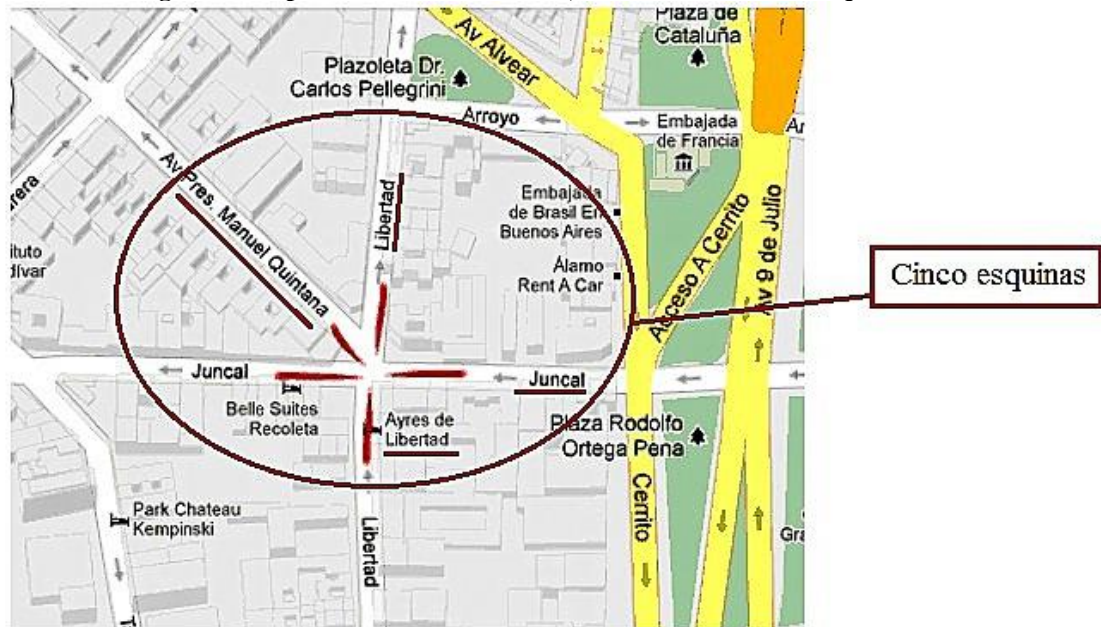 Plaza de
Cataluña
Av Alvear
Plazoleta Dr.
Carlos Pellegrini
Arroyo
Embajada
de Francia
Av Pres. Manuel Quintana
Libertad
Embajada
de Brasil En
Buenos Aires
Álamo
Rent A Car
Acceso A Cerrito
Av 9 de Julio
Cinco esquinas
Juncal
Juncal
Belle Suites
Recoleta
Ayres de
Libertad
Plaza Rodolfo
Ortega Pena
Cerrito
Park Chateau
Kempinski
Libertad